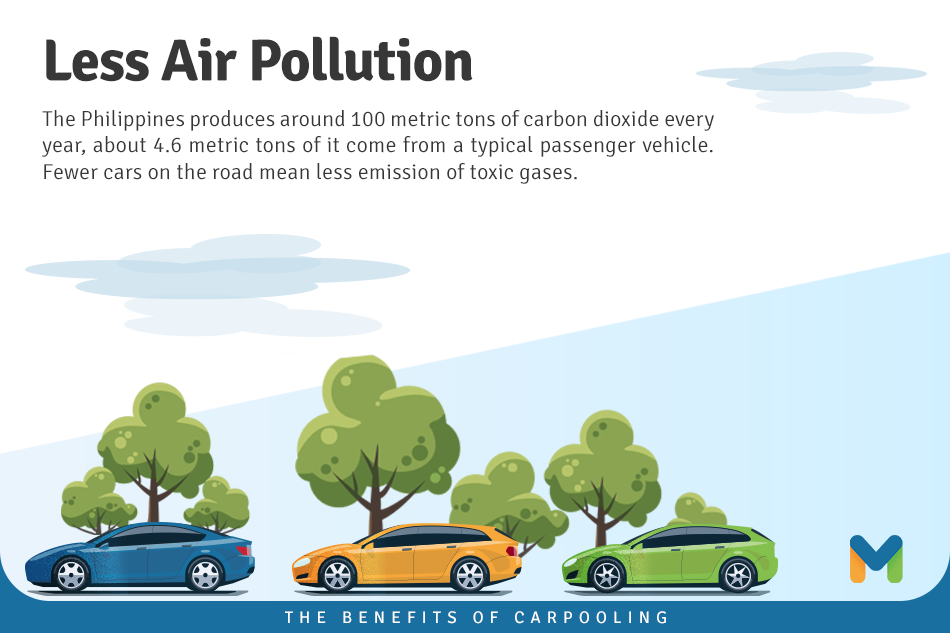 Less Air Pollution
The Philippines produces around 100 metric tons of carbon dioxide every
year, about 4.6 metric tons of it come from a typical passenger vehicle.
Fewer cars on the road mean less emission of toxic gases.
THE BENEFITS OF CARPOOLING